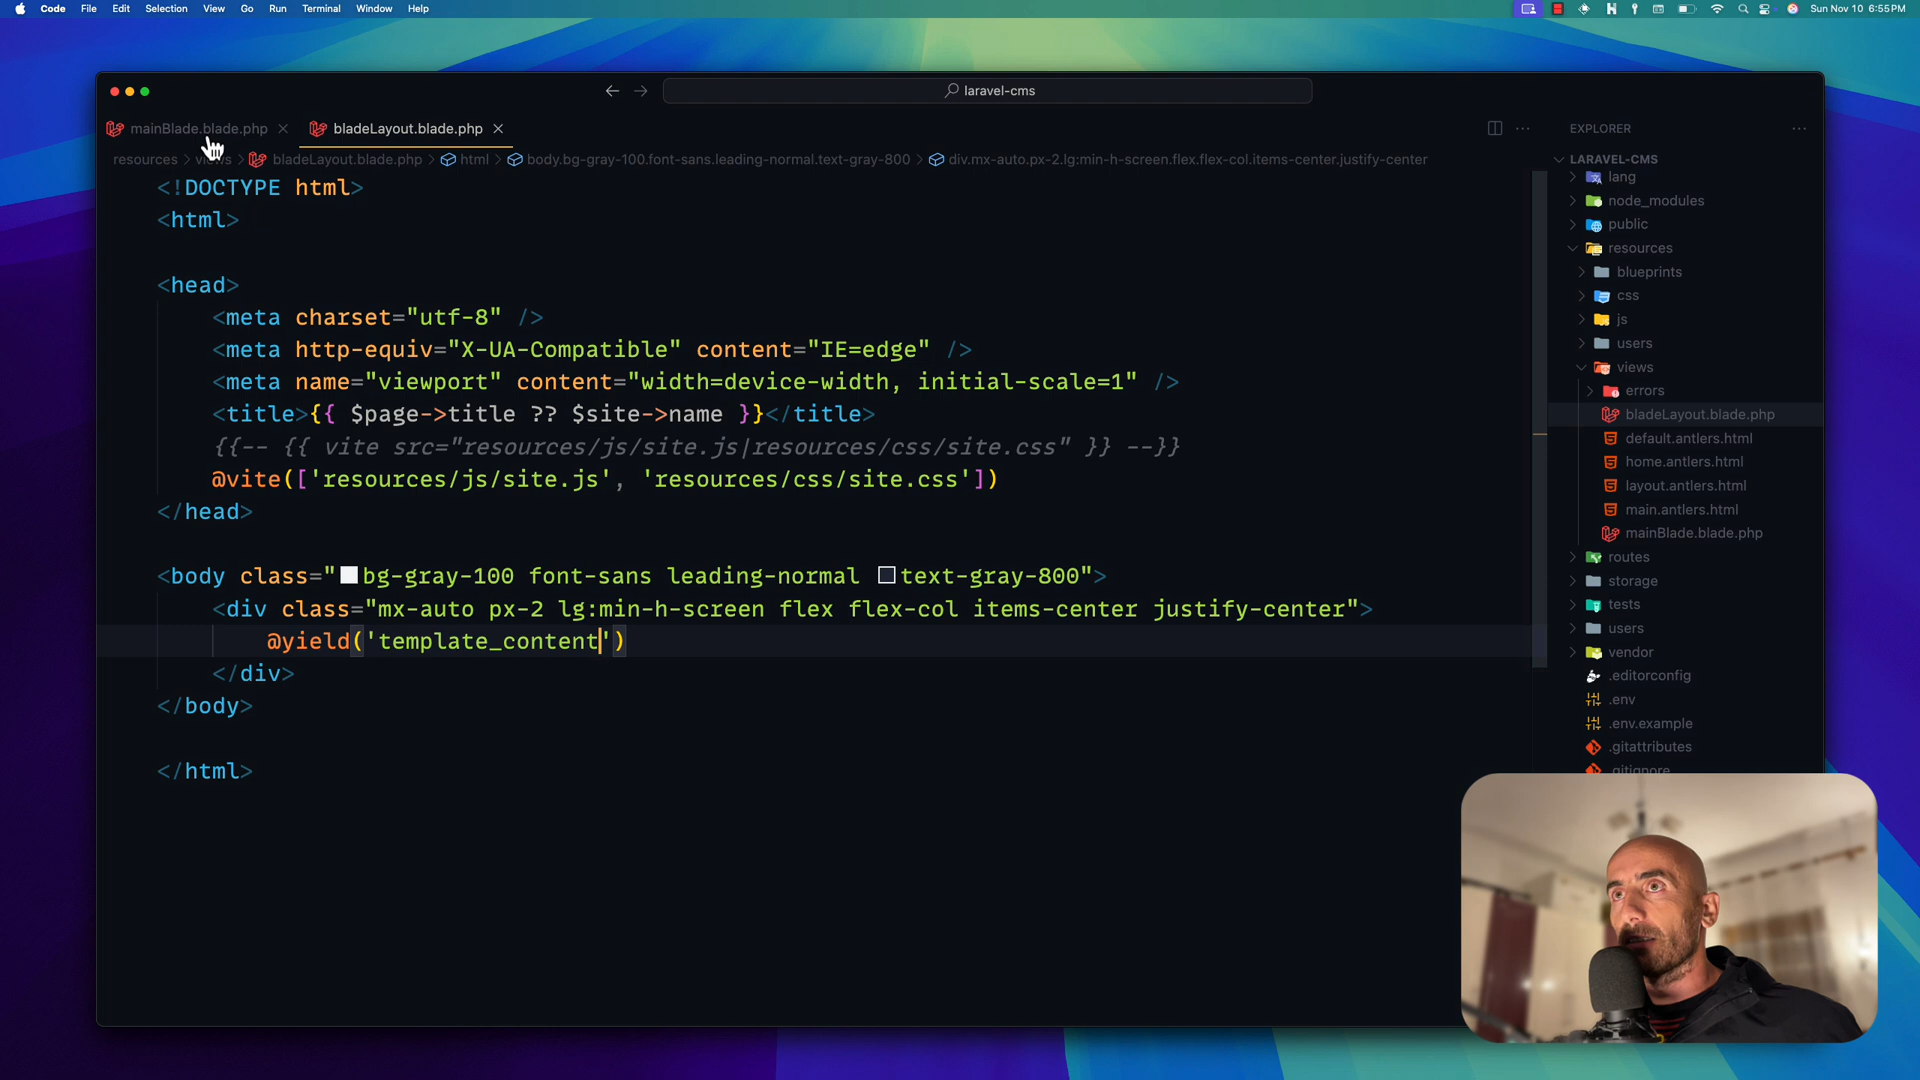 Code File Edit Selection View Go Run Terminal Window Help
Sun Nov 10 6:55 PM
laravel-cms
mainBlade.blade.php
bladeLayout.blade.php
EXPLORER
resources > views > bladeLayout.blade.php > html > body.bg-gray-100.font-sans.leading-normal.text-gray-800 > div.mx-auto.px-2.lg:min-h-screen.flex.flex-col.items-center.justify-center
<!DOCTYPE html>
<html>
<head>
<meta charset="utf-8" />
<meta http-equiv="X-UA-Compatible" content="IE=edge" />
<meta name="viewport" content="width=device-width, initial-scale=1" />
<title>{{ $page->title ?? $site->name }}</title>
{{-- {{ vite src="resources/js/site.js|resources/css/site.css" }} --}}
@vite(['resources/js/site.js', 'resources/css/site.css'])
</head>
<body class="bg-gray-100 font-sans leading-normal text-gray-800">
<div class="mx-auto px-2 lg:min-h-screen flex flex-col items-center justify-center">
@yield('template_content')
</div>
</body>
</html>
LARAVEL-CMS
lang
node_modules
public
resources
blueprints
css
js
users
views
errors
bladeLayout.blade.php
default.antlers.html
home.antlers.html
layout.antlers.html
main.antlers.html
mainBlade.blade.php
routes
storage
tests
users
vendor
.editorconfig
.env
.env.example
.gitattributes
.gitignore